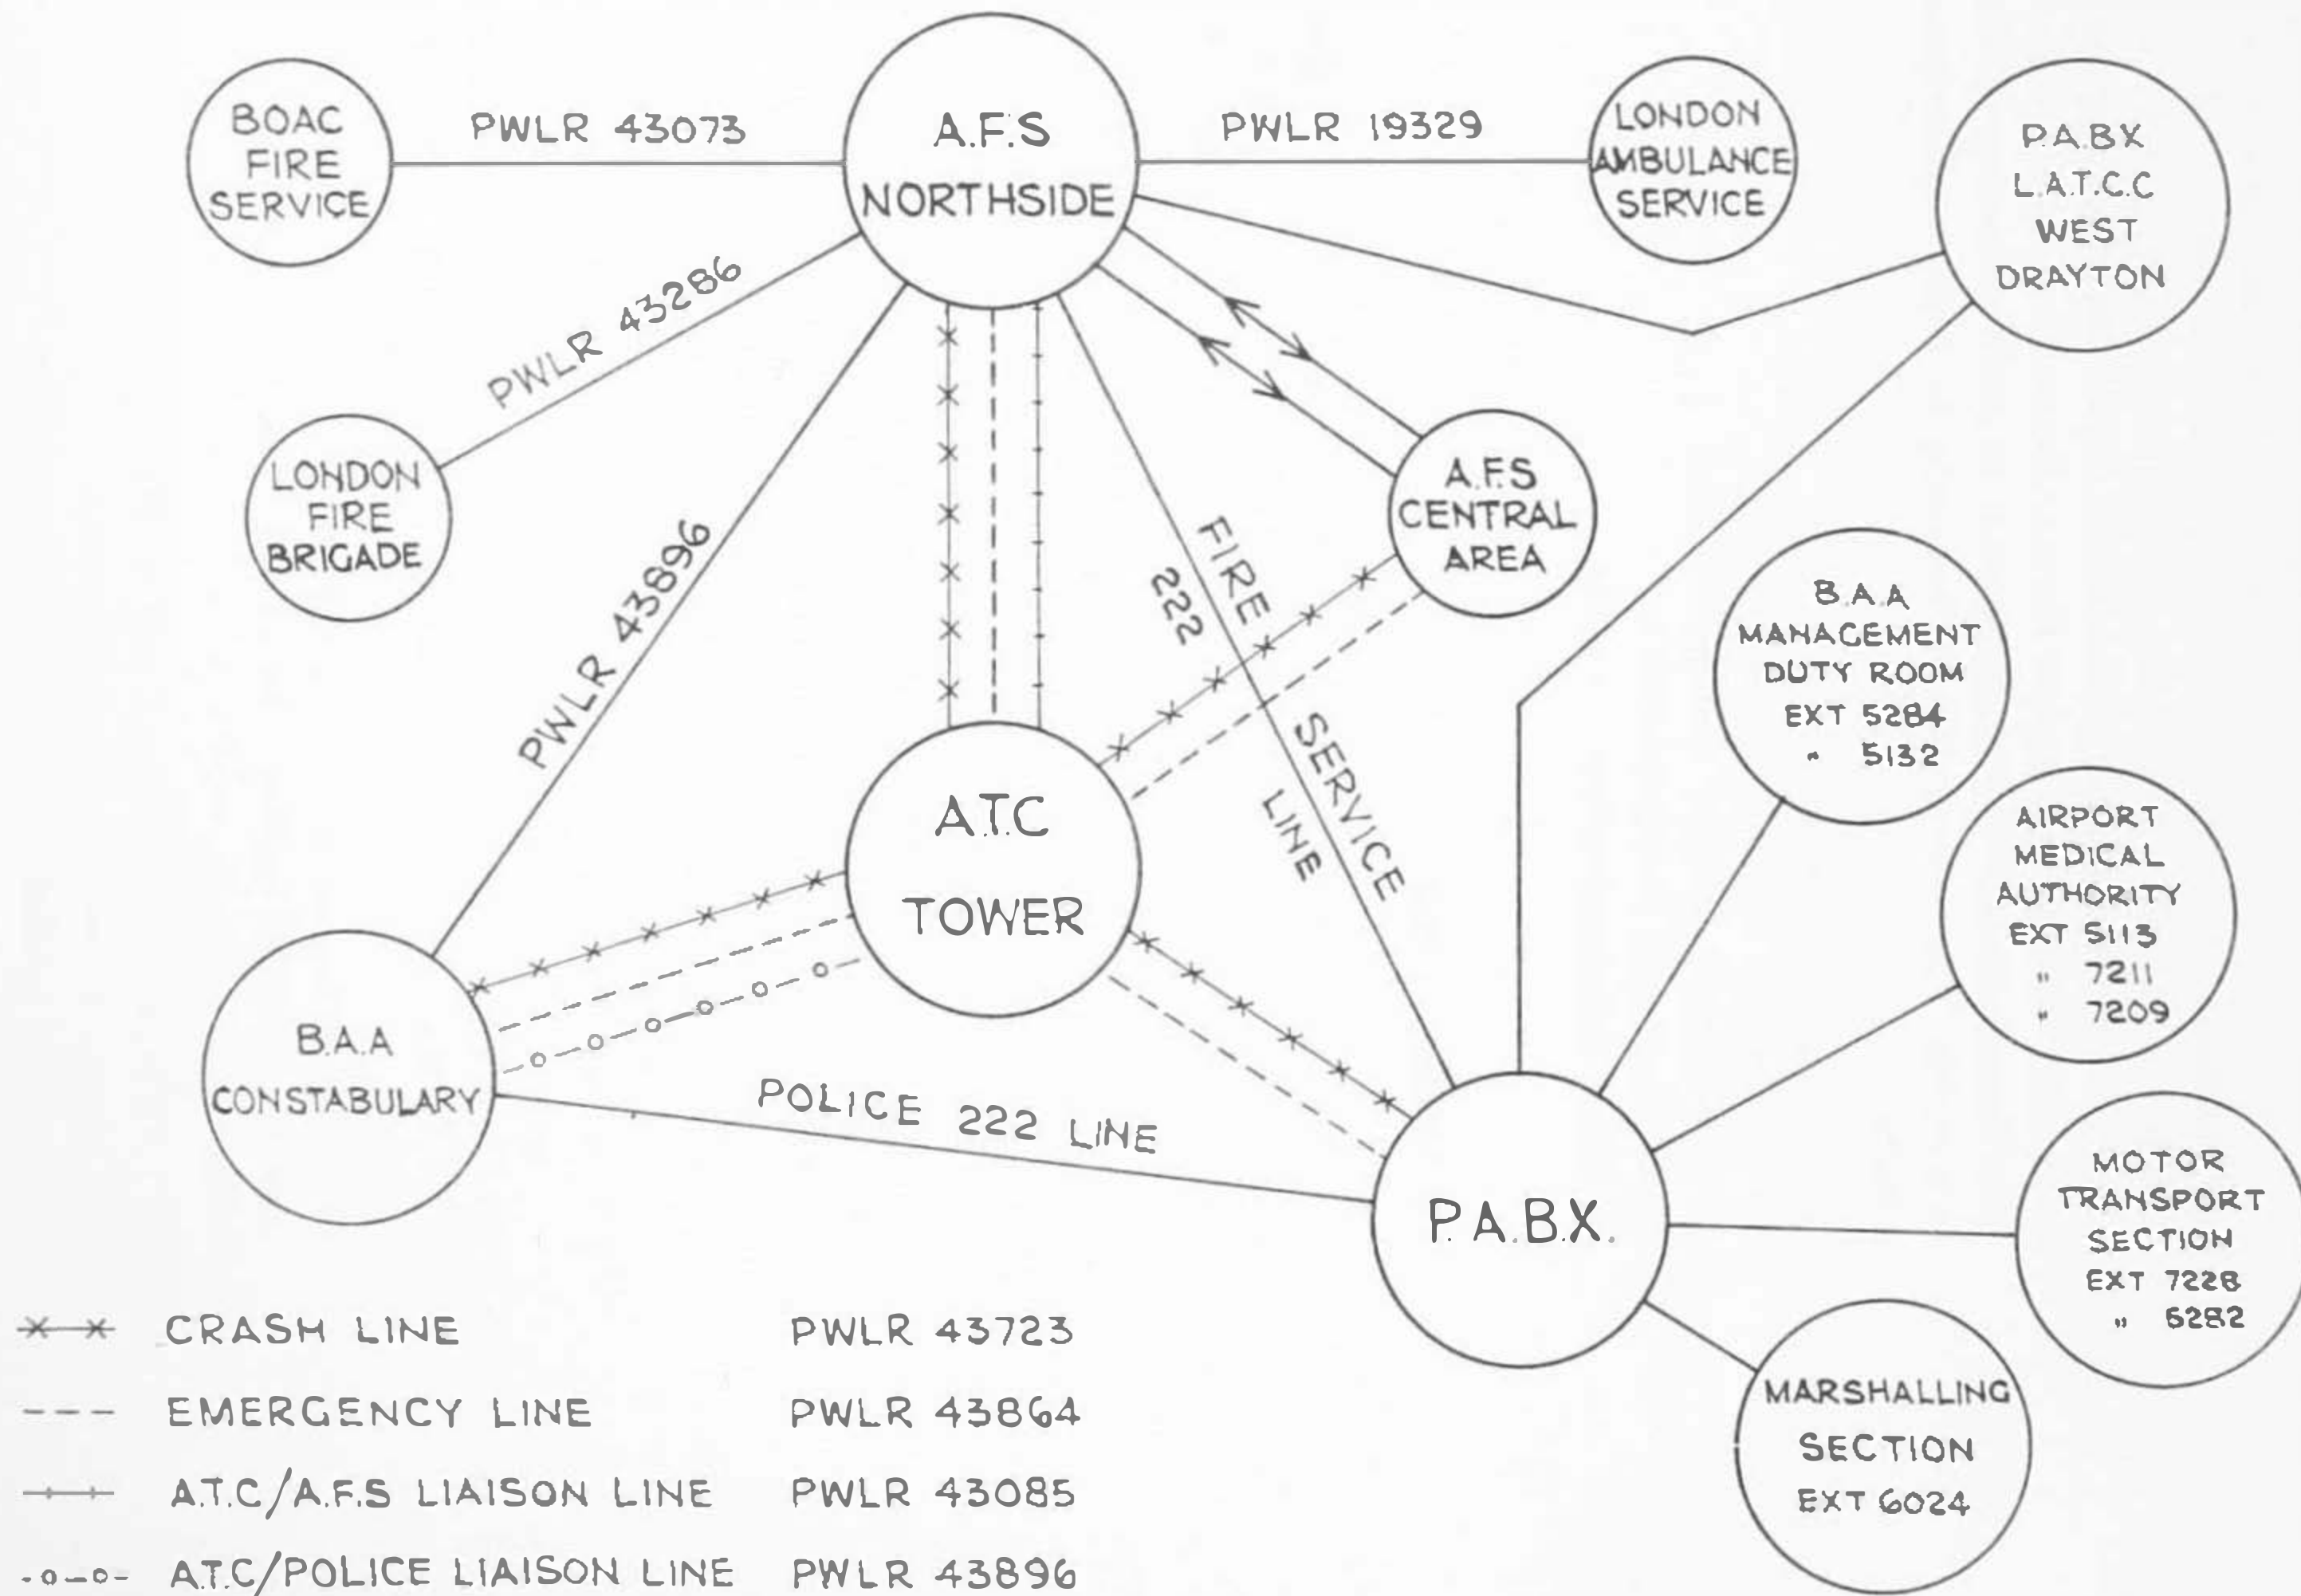 BOAC
FIRE
SERVICE
PWLR 43073
A.F.S
NORTHSIDE
PWLR 19329
LONDON
AMBULANCE
SERVICE
P.A.B.X
L.A.T.C.C
WEST
DRAYTON
PWLR 43286
LONDON
FIRE
BRIGADE
PWLR 43896
A.F.S
CENTRAL
AREA
FIRE SERVICE
222 LINE
B.A.A
MANAGEMENT
DUTY ROOM
EXT 5284
" 5132
A.T.C
TOWER
AIRPORT
MEDICAL
AUTHORITY
EXT 5113
" 7211
" 7209
B.A.A
CONSTABULARY
POLICE 222 LINE
P.A.B.X.
MOTOR
TRANSPORT
SECTION
EXT 7228
" 5282
MARSHALLING
SECTION
EXT 6024
CRASH LINE PWLR 43723
EMERGENCY LINE PWLR 43864
A.T.C/A.F.S LIAISON LINE PWLR 43085
A.T.C/POLICE LIAISON LINE PWLR 43896